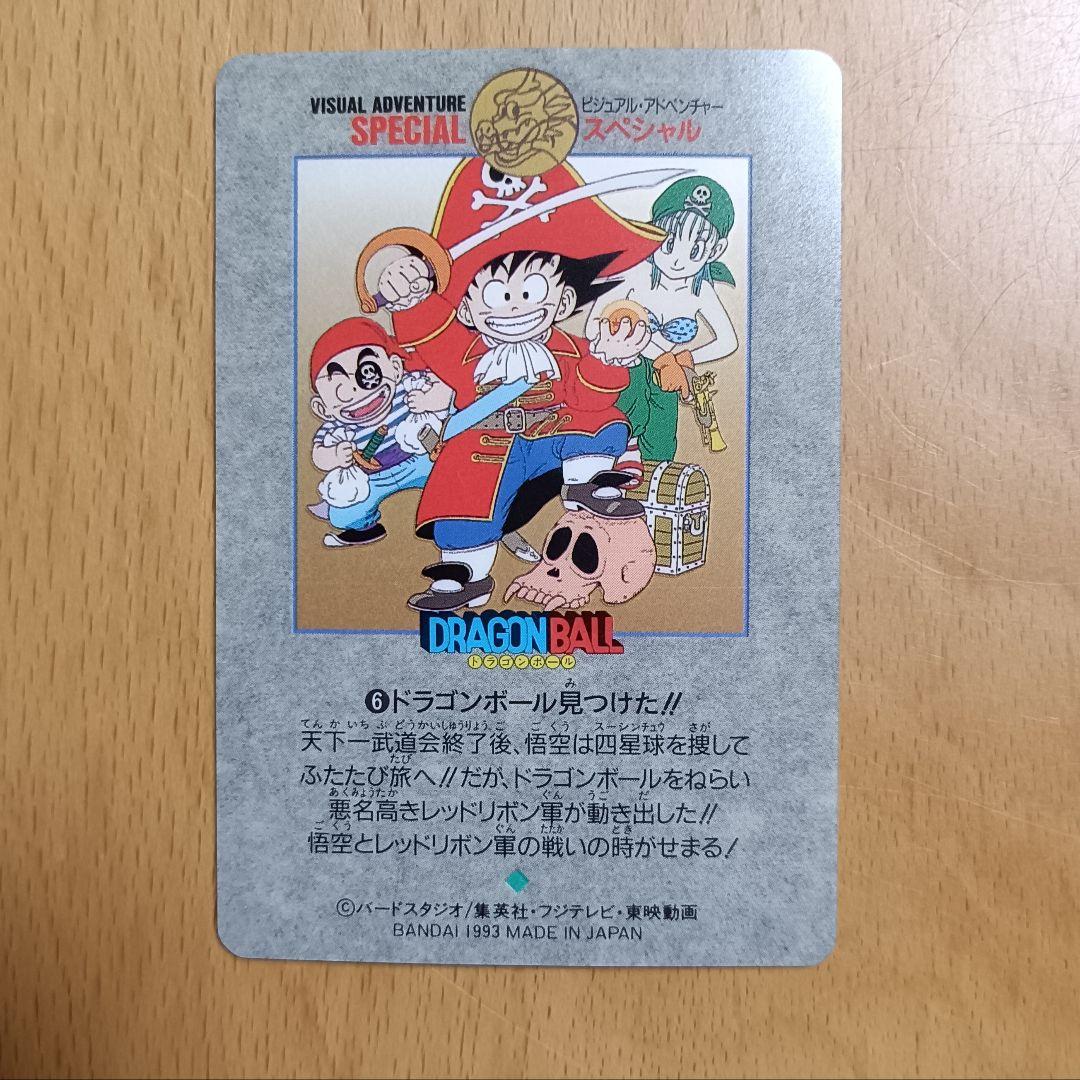 VISUAL ADVENTURE
SPECIAL
ビジュアル・アドベンチャー
スペシャル
DRAGON BALL
ドラゴンボール
❻ドラゴンボール見つけた!!
天下一武道会終了後、悟空は四星球を捜して
ふたたび旅へ!!だが、ドラゴンボールをねらい
悪名高きレッドリボン軍が動き出した!!
悟空とレッドリボン軍の戦いの時がせまる!
©バードスタジオ/集英社・フジテレビ・東映動画
BANDAI 1993 MADE IN JAPAN